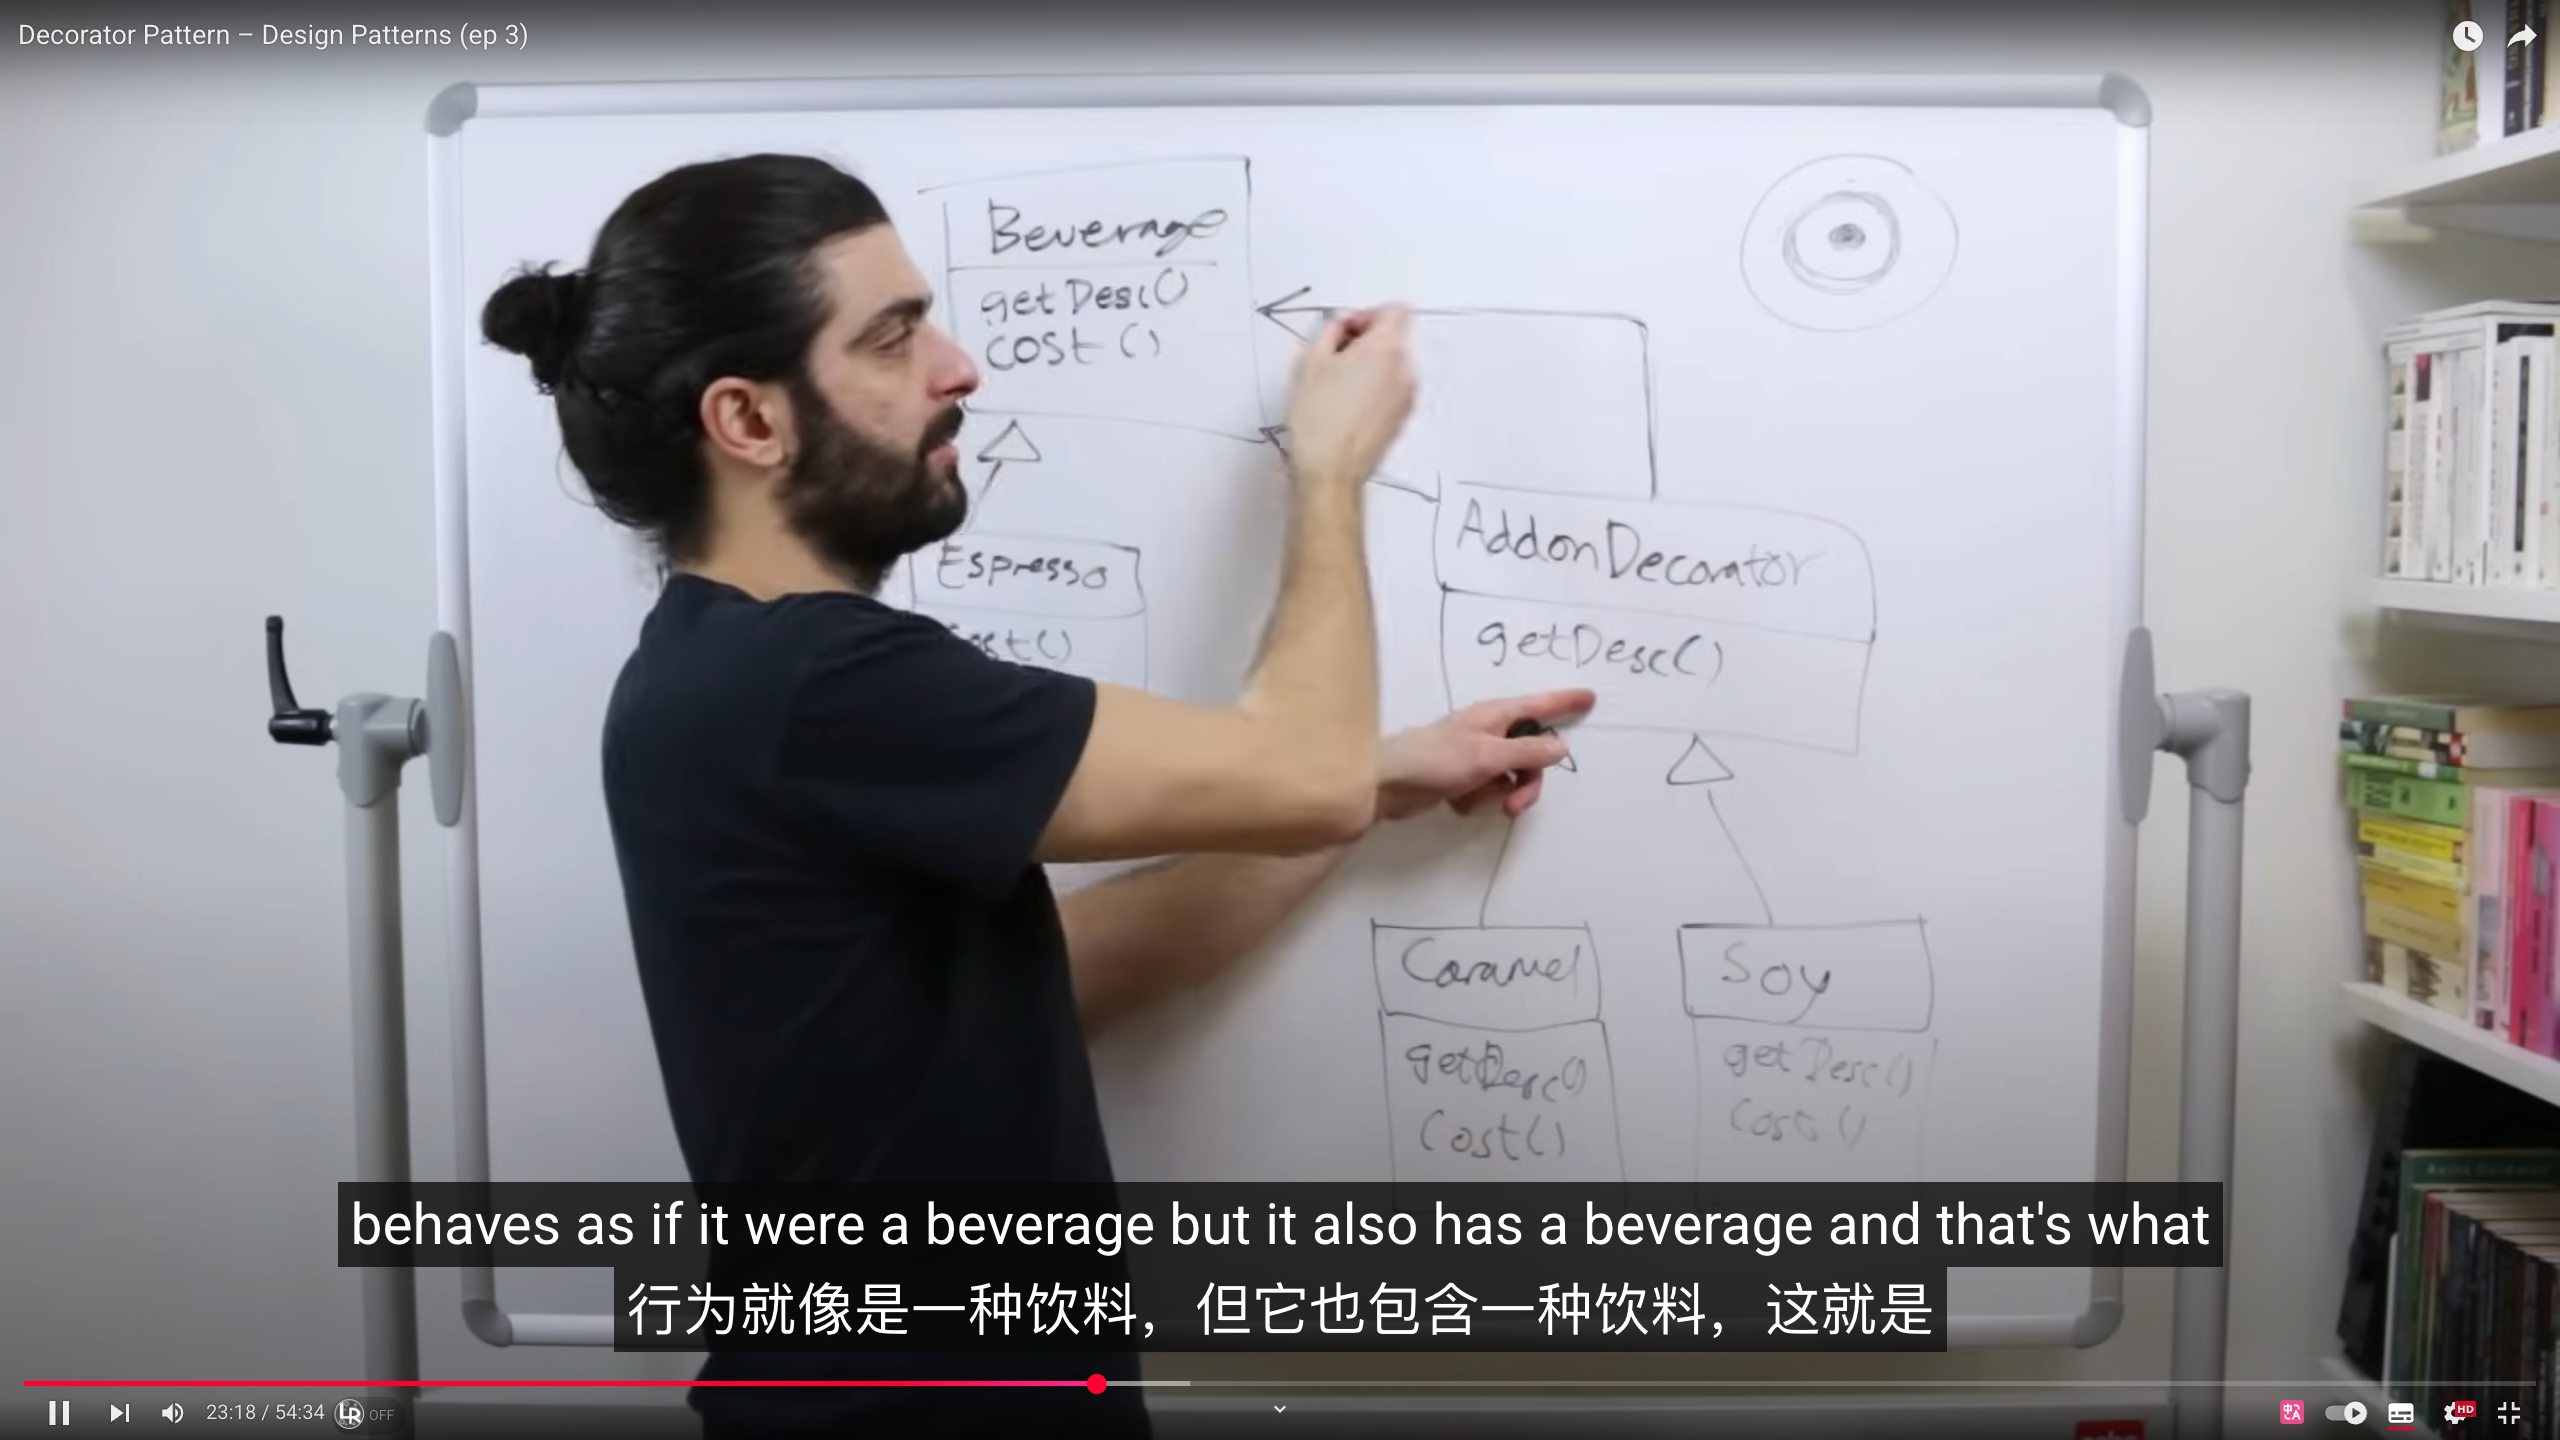 Decorator Pattern – Design Patterns (ep 3)
Beverage
getDesc()
cost()
Espresso
cost()
AddonDecorator
getDesc()
Caramel
getDesc()
Cost()
Soy
getDesc()
Cost()
behaves as if it were a beverage but it also has a beverage and that's what
行为就像是一种饮料，但它也包含一种饮料，这就是
23:18 / 54:34
LR OFF
HD